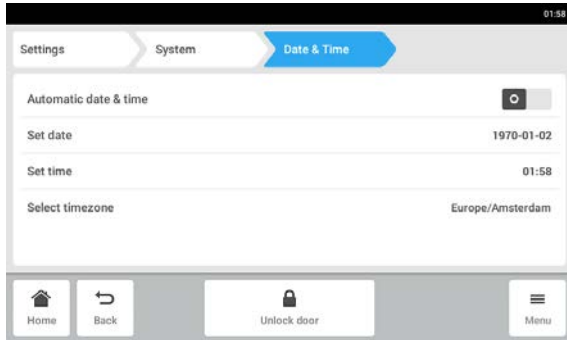 01:58
Settings System Date & Time
Automatic date & time
Set date 1970-01-02
Set time 01:58
Select timezone Europe/Amsterdam
Home Back Unlock door Menu